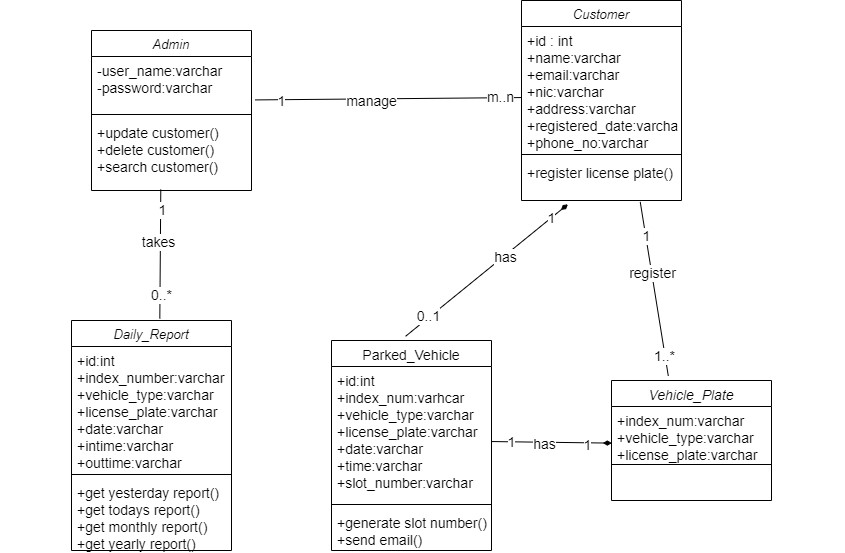 Customer
+id : int
+name:varchar
+email:varchar
+nic:varchar
+address:varchar
+registered_date:varcha
+phone_no:varchar
+register license plate()
Admin
-user_name:varchar
-password:varchar
+update customer()
+delete customer()
+search customer()
1
manage
m..n
1
takes
0..*
1
has
0..1
1
register
1..*
Daily_Report
+id:int
+index_number:varchar
+vehicle_type:varchar
+license_plate:varchar
+date:varchar
+intime:varchar
+outtime:varchar
+get yesterday report()
+get todays report()
+get monthly report()
+get yearly report()
Parked_Vehicle
+id:int
+index_num:varhcar
+vehicle_type:varchar
+license_plate:varchar
+date:varchar
+time:varchar
+slot_number:varchar
+generate slot number()
+send email()
1
has
1
Vehicle_Plate
+index_num:varchar
+vehicle_type:varchar
+license_plate:varchar